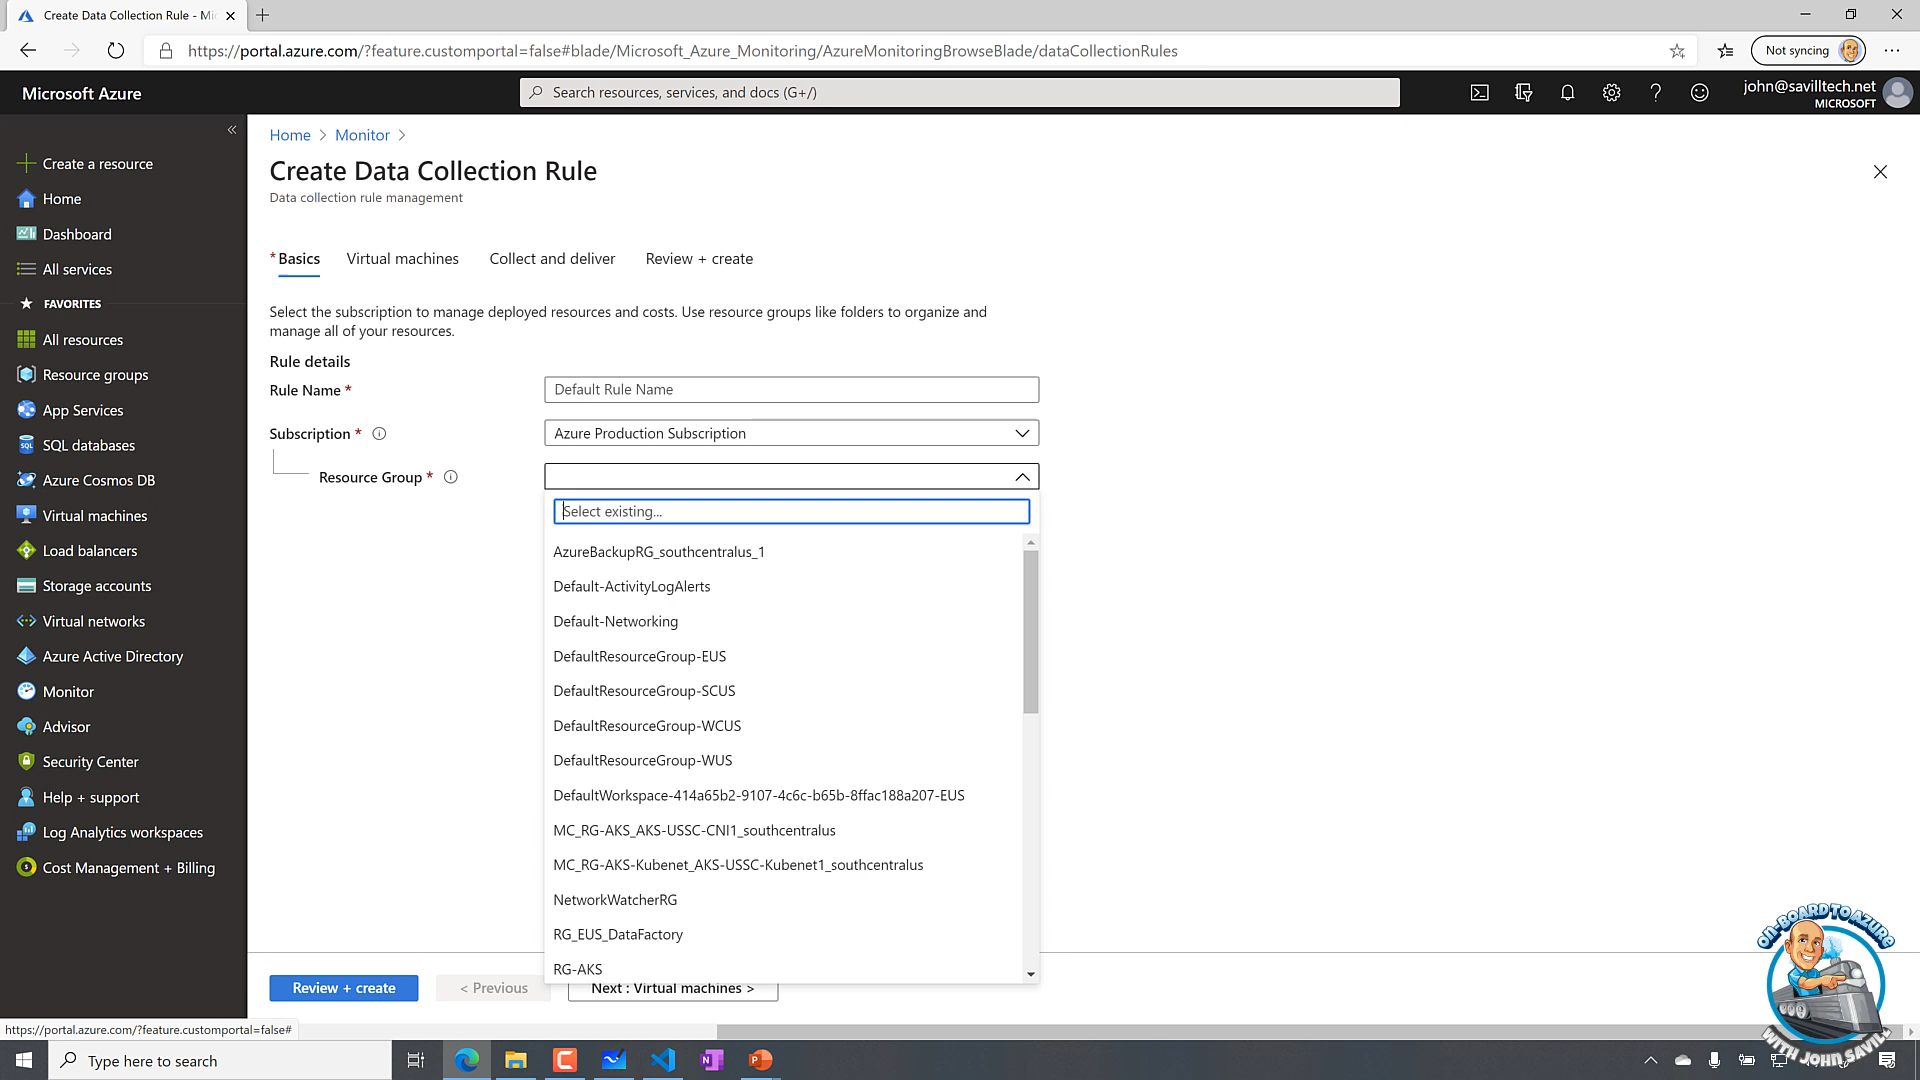 Create Data Collection Rule - Mi
https://portal.azure.com/?feature.customportal=false#blade/Microsoft_Azure_Monitoring/AzureMonitoringBrowseBlade/dataCollectionRules
Not syncing
Microsoft Azure
Search resources, services, and docs (G+/)
john@savilltech.net
MICROSOFT
Create a resource
Home
Dashboard
All services
FAVORITES
All resources
Resource groups
App Services
SQL databases
Azure Cosmos DB
Virtual machines
Load balancers
Storage accounts
Virtual networks
Azure Active Directory
Monitor
Advisor
Security Center
Help + support
Log Analytics workspaces
Cost Management + Billing
Home > Monitor >
Create Data Collection Rule
Data collection rule management
* Basics
Virtual machines
Collect and deliver
Review + create
Select the subscription to manage deployed resources and costs. Use resource groups like folders to organize and
manage all of your resources.
Rule details
Rule Name *
Default Rule Name
Subscription *
Azure Production Subscription
Resource Group *
Select existing...
AzureBackupRG_southcentralus_1
Default-ActivityLogAlerts
Default-Networking
DefaultResourceGroup-EUS
DefaultResourceGroup-SCUS
DefaultResourceGroup-WCUS
DefaultResourceGroup-WUS
DefaultWorkspace-414a65b2-9107-4c6c-b65b-8ffac188a207-EUS
MC_RG-AKS_AKS-USSC-CNI1_southcentralus
MC_RG-AKS-Kubenet_AKS-USSC-Kubenet1_southcentralus
NetworkWatcherRG
RG_EUS_DataFactory
RG-AKS
Review + create
< Previous
Next : Virtual machines >
https://portal.azure.com/?feature.customportal=false#
Type here to search
ON-BOARD TO AZURE
WITH JOHN SAVILL